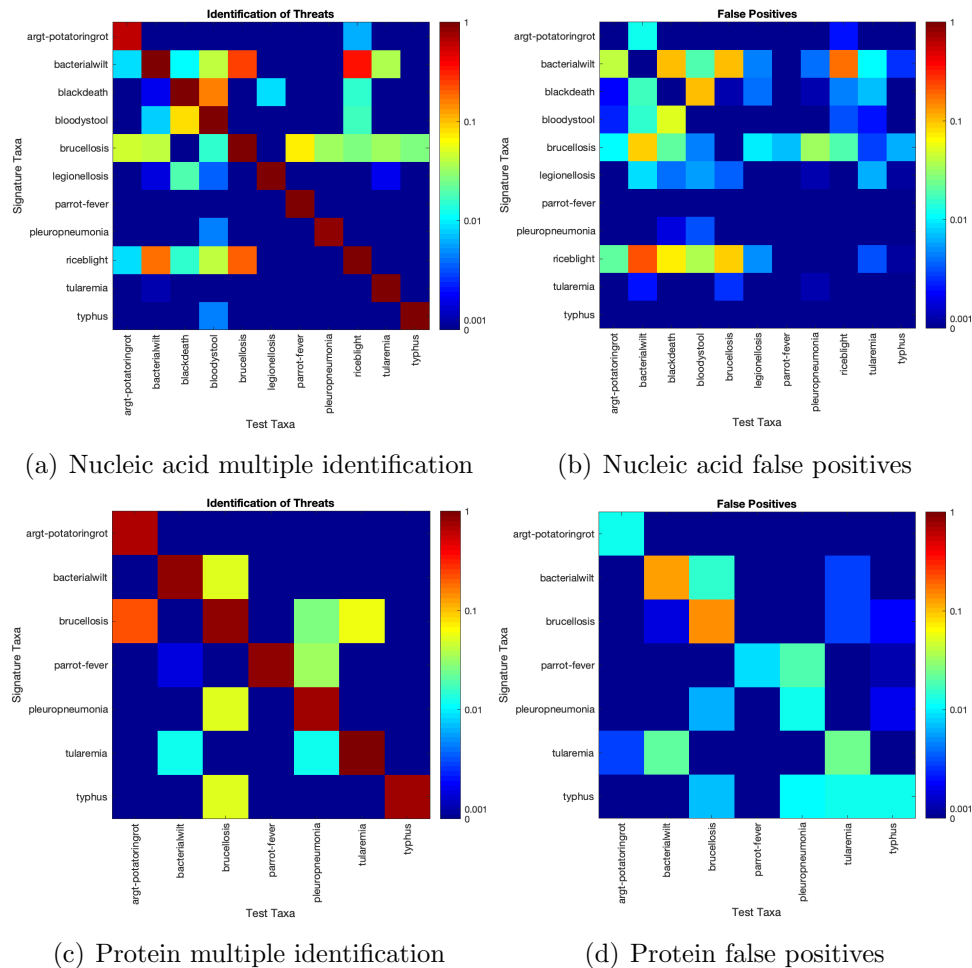 Identification of Threats
argt-potatoringrot
bacterialwilt
blackdeath
bloodystool
brucellosis
legionellosis
parrot-fever
pleuropneumonia
riceblight
tularemia
typhus
Signature Taxa
argt-potatoringrot
bacterialwilt
blackdeath
bloodystool
brucellosis
legionellosis
parrot-fever
pleuropneumonia
riceblight
tularemia
typhus
Test Taxa
1
0.1
0.01
0.001
0
(a) Nucleic acid multiple identification
False Positives
argt-potatoringrot
bacterialwilt
blackdeath
bloodystool
brucellosis
legionellosis
parrot-fever
pleuropneumonia
riceblight
tularemia
typhus
Signature Taxa
argt-potatoringrot
bacterialwilt
blackdeath
bloodystool
brucellosis
legionellosis
parrot-fever
pleuropneumonia
riceblight
tularemia
typhus
Test Taxa
1
0.1
0.01
0.001
0
(b) Nucleic acid false positives
Identification of Threats
argt-potatoringrot
bacterialwilt
brucellosis
parrot-fever
pleuropneumonia
tularemia
typhus
Signature Taxa
argt-potatoringrot
bacterialwilt
brucellosis
parrot-fever
pleuropneumonia
tularemia
typhus
Test Taxa
1
0.1
0.01
0.001
0
(c) Protein multiple identification
False Positives
argt-potatoringrot
bacterialwilt
brucellosis
parrot-fever
pleuropneumonia
tularemia
typhus
Signature Taxa
argt-potatoringrot
bacterialwilt
brucellosis
parrot-fever
pleuropneumonia
tularemia
typhus
Test Taxa
1
0.1
0.01
0.001
0
(d) Protein false positives